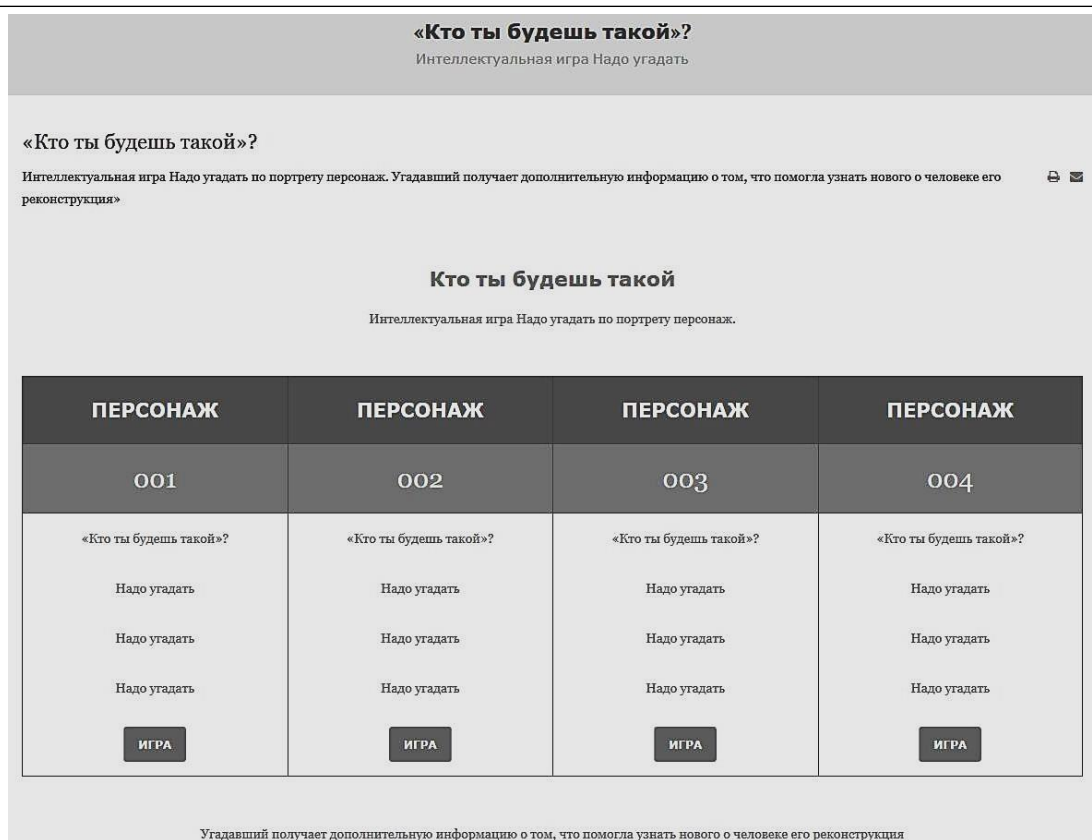 «Кто ты будешь такой»?
Интеллектуальная игра Надо угадать
«Кто ты будешь такой»?
Интеллектуальная игра Надо угадать по портрету персонаж. Угадавший получает дополнительную информацию о том, что помогла узнать нового о человеке его
реконструкция»
Кто ты будешь такой
Интеллектуальная игра Надо угадать по портрету персонаж.
ПЕРСОНАЖ ПЕРСОНАЖ ПЕРСОНАЖ ПЕРСОНАЖ
001 002 003 004
«Кто ты будешь такой»? «Кто ты будешь такой»? «Кто ты будешь такой»? «Кто ты будешь такой»?
Надо угадать Надо угадать Надо угадать Надо угадать
Надо угадать Надо угадать Надо угадать Надо угадать
Надо угадать Надо угадать Надо угадать Надо угадать
ИГРА ИГРА ИГРА ИГРА
Угадавший получает дополнительную информацию о том, что помогла узнать нового о человеке его реконструкция